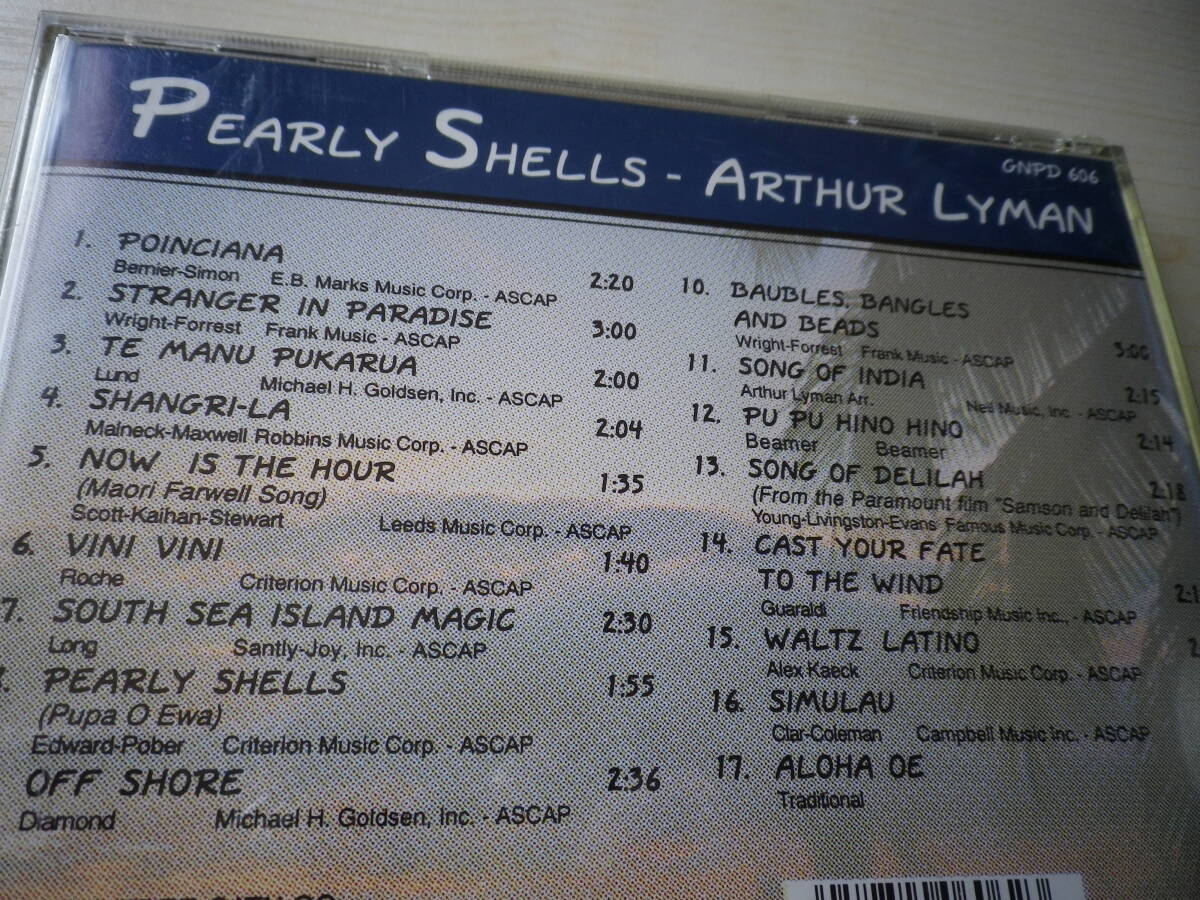 PEARLY SHELLS - ARTHUR LYMAN
GNPD 606
1. POINCIANA 2:20
Bernier-Simon E.B. Marks Music Corp. - ASCAP
2. STRANGER IN PARADISE 3:00
Wright-Forrest Frank Music - ASCAP
3. TE MANU PUKARUA 2:00
Lund Michael H. Goldsen, Inc. - ASCAP
4. SHANGRI-LA 2:04
Malneck-Maxwell Robbins Music Corp. - ASCAP
5. NOW IS THE HOUR 1:35
(Maori Farwell Song)
Scott-Kaihan-Stewart Leeds Music Corp. - ASCAP
6. VINI VINI 1:40
Roche Criterion Music Corp. - ASCAP
7. SOUTH SEA ISLAND MAGIC 2:30
Long Santly-Joy, Inc. - ASCAP
PEARLY SHELLS 1:55
(Pupa O Ewa)
Edward-Pober Criterion Music Corp. - ASCAP
OFF SHORE 2:36
Diamond Michael H. Goldsen, Inc. - ASCAP
10. BAUBLES, BANGLES
AND BEADS 3:00
Wright-Forrest Frank Music - ASCAP
11. SONG OF INDIA 2:15
Arthur Lyman Arr. Neil Music, Inc. - ASCAP
12. PU PU HINO HINO 2:14
Beamer Beamer
13. SONG OF DELILAH 2:18
(From the Paramount film "Samson and Delilah")
Young-Livingston-Evans Famous Music Corp. - ASCAP
14. CAST YOUR FATE
TO THE WIND
Guaraldi Friendship Music Inc., - ASCAP
15. WALTZ LATINO
Alex Kaeck Criterion Music Corp. - ASCAP
16. SIMULAU
Clar-Coleman Campbell Music inc. - ASCAP
17. ALOHA OE
Traditional